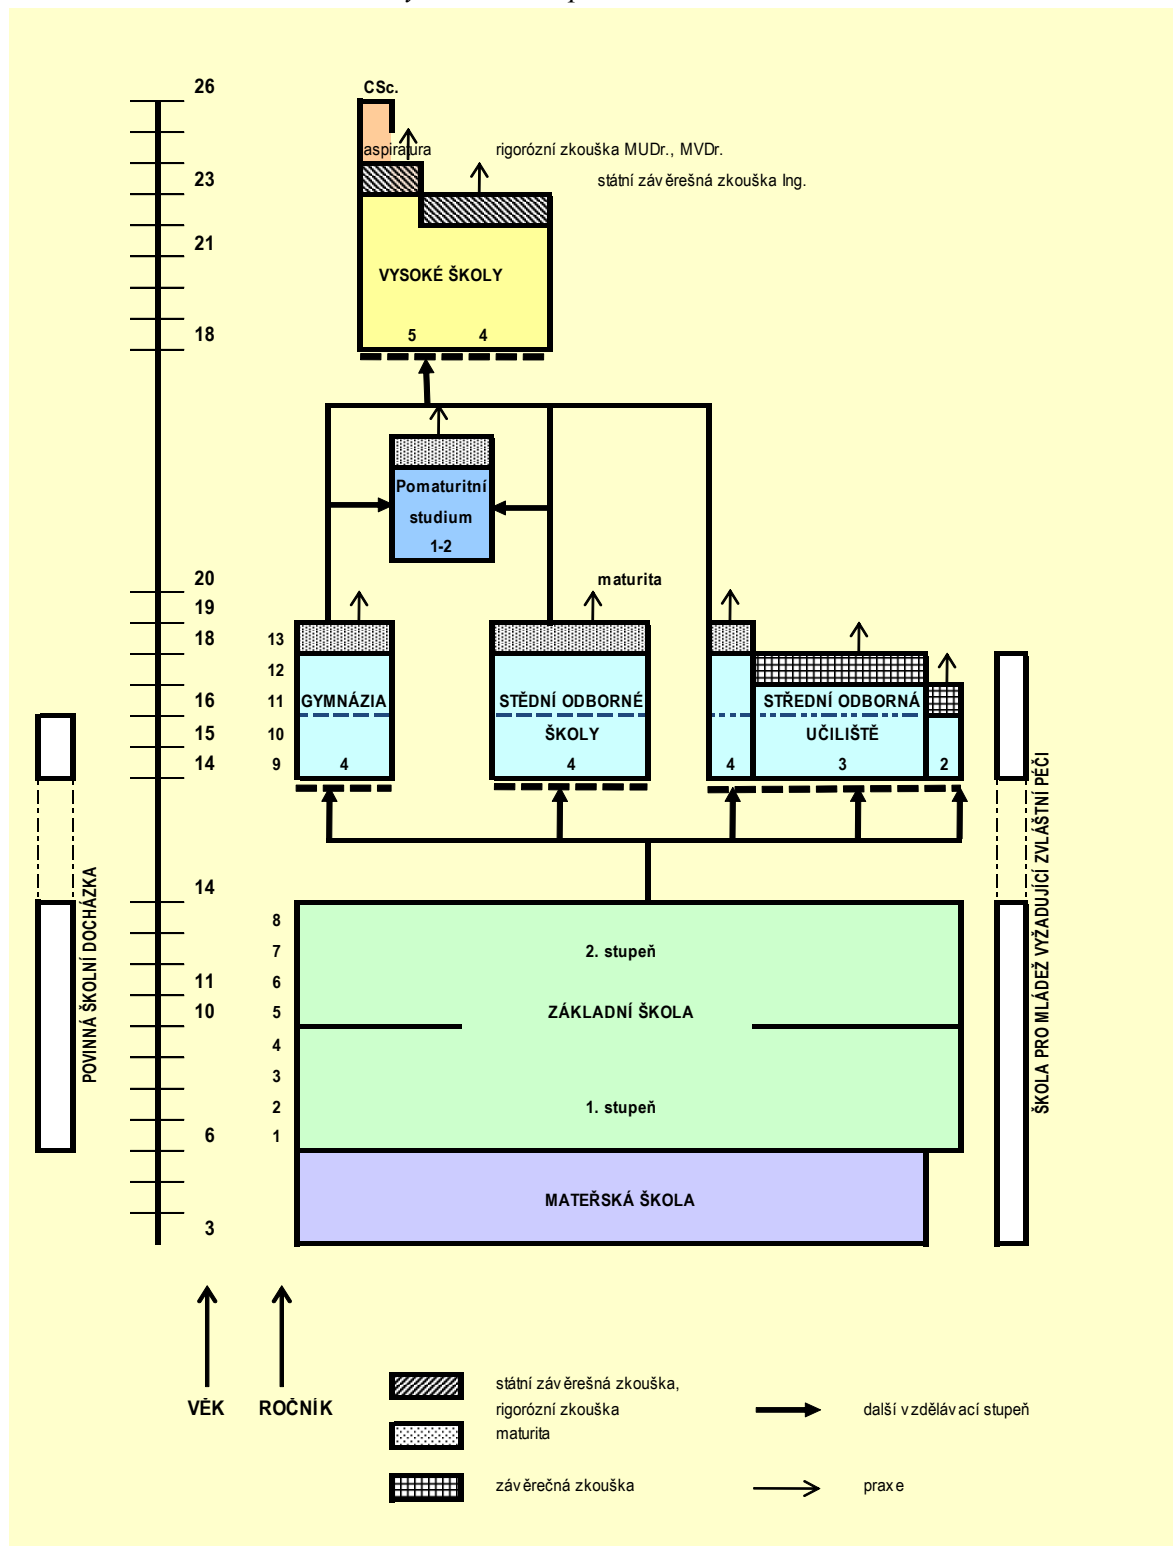 26
CSc.
aspiratura
rigorózní zkouška MUDr., MVDr.
23
státní závěrešná zkouška Ing.
21
VYSOKÉ ŠKOLY
18
5
4
Pomaturitní
studium
1-2
20
maturita
19
18
13
12
16
11
GYMNÁZIA
STĚDNÍ ODBORNÉ
STŘEDNÍ ODBORNÁ
15
10
ŠKOLY
UČILIŠTĚ
14
9
4
4
4
3
2
14
8
7
2. stupeň
11
6
10
5
ZÁKLADNÍ ŠKOLA
4
3
2
1. stupeň
6
1
MATEŘSKÁ ŠKOLA
3
POVINNÁ ŠKOLNÍ DOCHÁZKA
ŠKOLA PRO MLÁDEŽ VYŽADUJÍCÍ ZVLÁŠTNÍ PÉČI
VĚK
ROČNÍK
státní závěrešná zkouška,
rigorózní zkouška
maturita
závěrečná zkouška
další vzdělávací stupeň
praxe